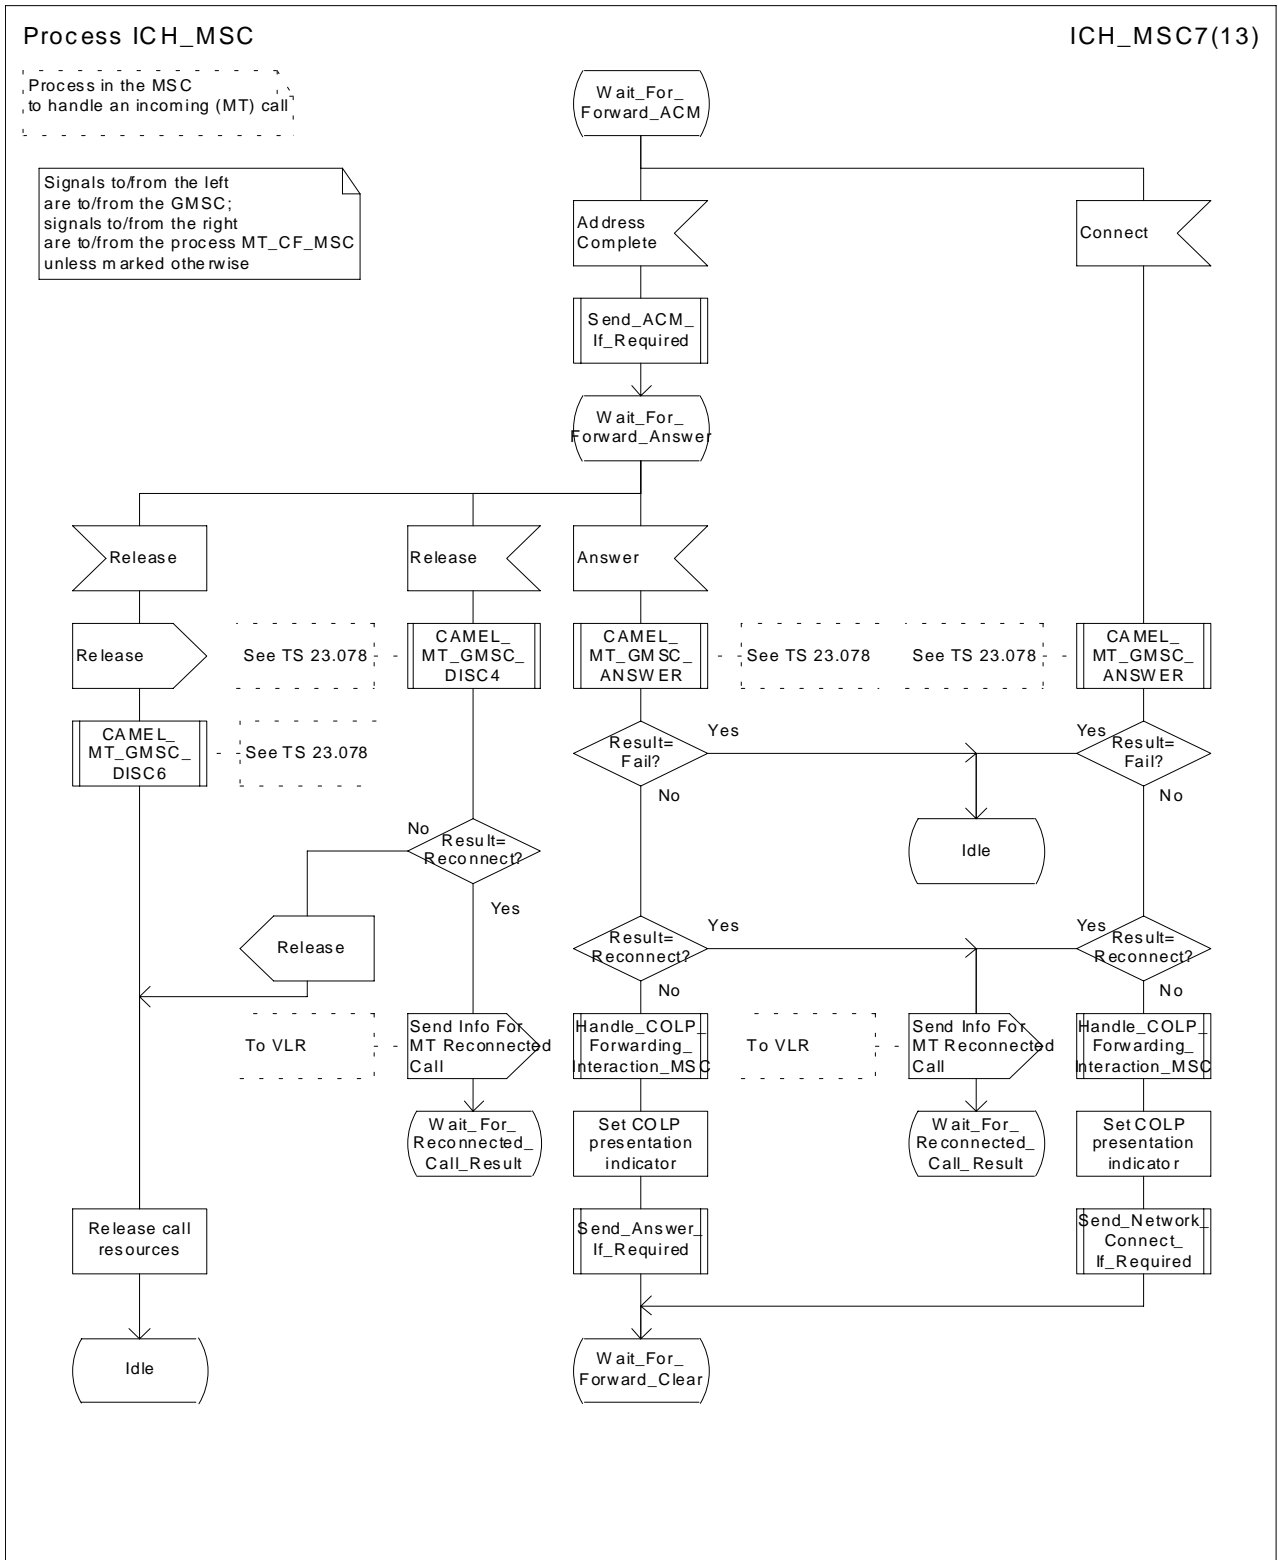 Process ICH_MSC
ICH_MSC7(13)
Process in the MSC
to handle an incoming (MT) call
Signals to/from the left
are to/from the GMSC;
signals to/from the right
are to/from the process MT_CF_MSC
unless marked otherwise
Wait_For_
Forward_ACM
Address
Complete
Connect
Send_ACM_
If_Required
Wait_For_
Forward_Answer
Release
Release
Answer
Release
See TS 23.078
CAMEL_
MT_GMSC_
DISC4
CAMEL_
MT_GMSC_
ANSWER
See TS 23.078
See TS 23.078
CAMEL_
MT_GMSC_
ANSWER
CAMEL_
MT_GMSC_
DISC6
See TS 23.078
Result=
Fail?
Yes
No
Yes
Result=
Fail?
No
Idle
No
Result=
Reconnect?
Yes
Release
Result=
Reconnect?
Yes
No
Yes
Result=
Reconnect?
No
To VLR
Send Info For
MT Reconnected
Call
Handle_COLP_
Forwarding_
Interaction_MSC
To VLR
Send Info For
MT Reconnected
Call
Handle_COLP_
Forwarding_
Interaction_MSC
Wait_For_
Reconnected_
Call_Result
Set COLP
presentation
indicator
Wait_For_
Reconnected_
Call_Result
Set COLP
presentation
indicator
Release call
resources
Send_Answer_
If_Required
Send_Network_
Connect_
If_Required
Idle
Wait_For_
Forward_Clear